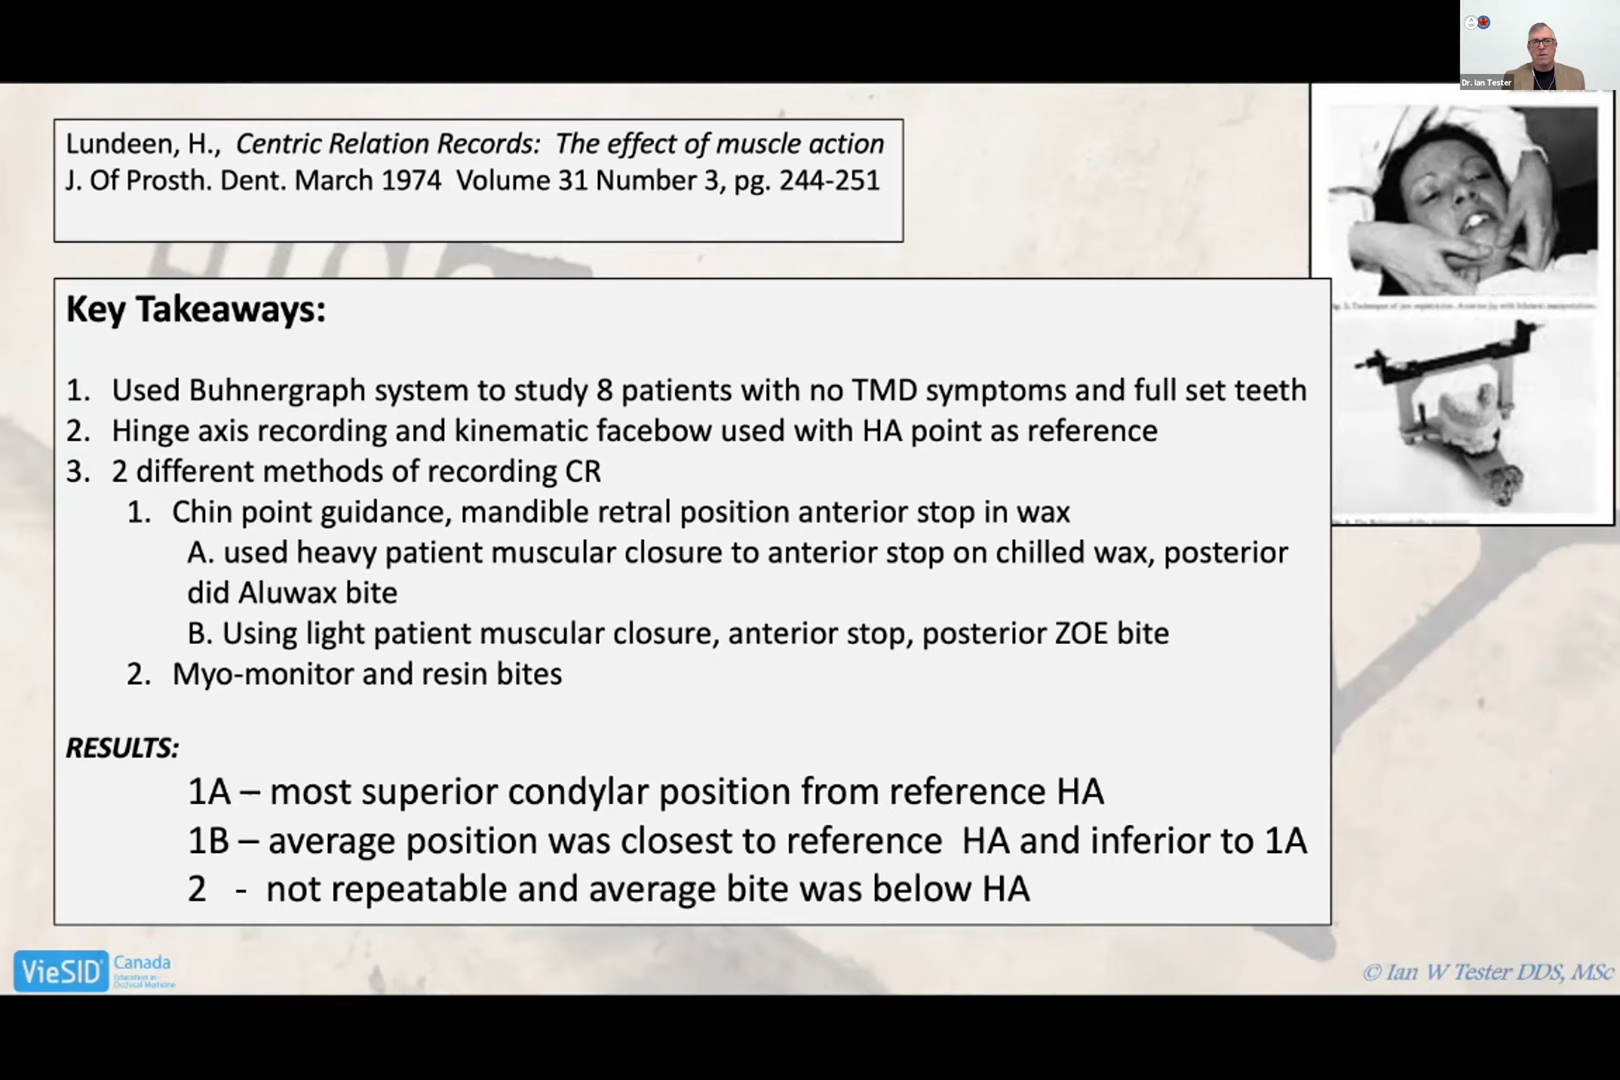 Dr. Ian Tester
Lundeen, H., Centric Relation Records: The effect of muscle action
J. Of Prosth. Dent. March 1974 Volume 31 Number 3, pg. 244-251
Key Takeaways:
1. Used Buhnergraph system to study 8 patients with no TMD symptoms and full set teeth
2. Hinge axis recording and kinematic facebow used with HA point as reference
3. 2 different methods of recording CR
1. Chin point guidance, mandible retral position anterior stop in wax
A. used heavy patient muscular closure to anterior stop on chilled wax, posterior
did Aluwax bite
B. Using light patient muscular closure, anterior stop, posterior ZOE bite
2. Myo-monitor and resin bites
RESULTS:
1A – most superior condylar position from reference HA
1B – average position was closest to reference HA and inferior to 1A
2 - not repeatable and average bite was below HA
VieSID Canada
Education in
Occlusal Medicine
© Ian W Tester DDS, MSc